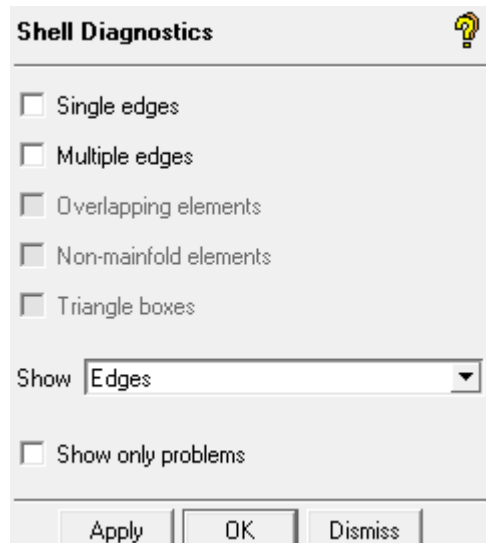 Shell Diagnostics
Single edges
Multiple edges
Overlapping elements
Non-mainfold elements
Triangle boxes
Show Edges
Show only problems
Apply OK Dismiss